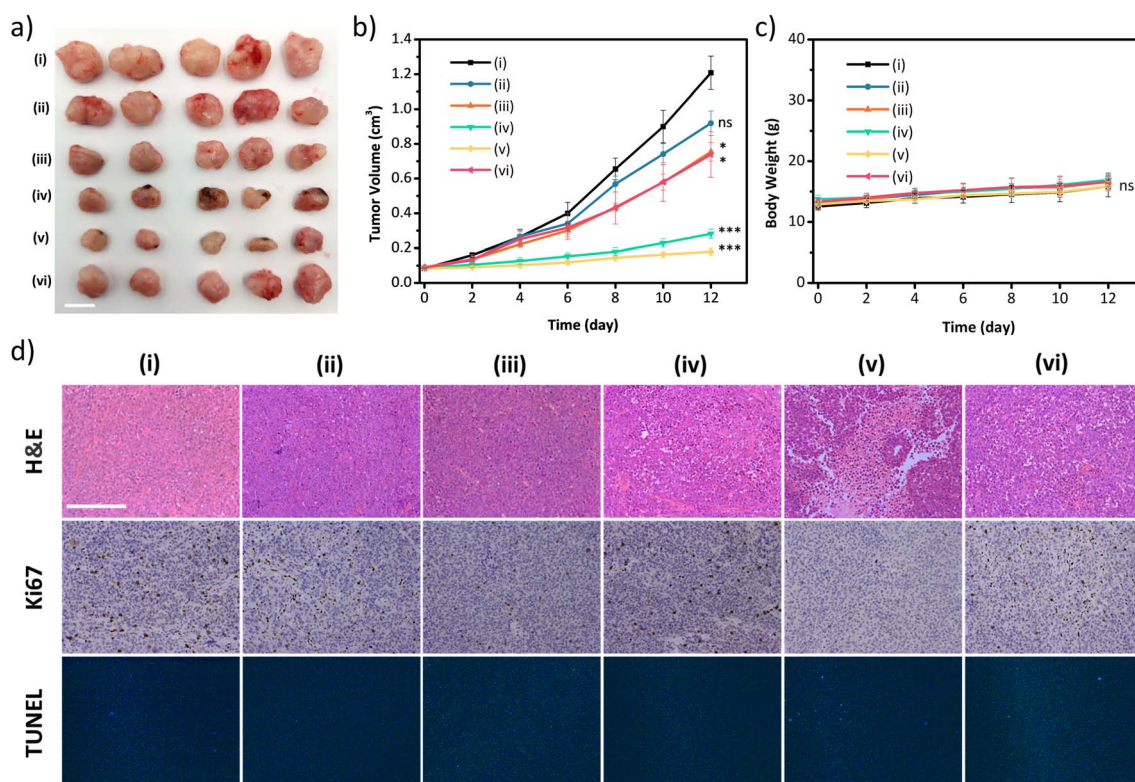 a)
(i)
(ii)
(iii)
(iv)
(v)
(vi)
b)
Tumor Volume (cm³)
1.4
1.2
1.0
0.8
0.6
0.4
0.2
0.0
(i)
(ii)
(iii)
(iv)
(v)
(vi)
ns
*
*
***
***
0 2 4 6 8 10 12
Time (day)
c)
Body Weight (g)
40
30
20
10
0
(i)
(ii)
(iii)
(iv)
(v)
(vi)
ns
0 2 4 6 8 10 12
Time (day)
d)
(i) (ii) (iii) (iv) (v) (vi)
H&E
Ki67
TUNEL